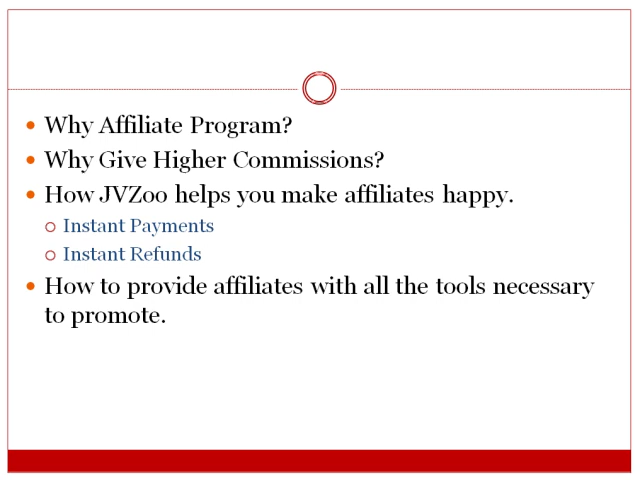 Why Affiliate Program?
Why Give Higher Commissions?
How JVZoo helps you make affiliates happy.
Instant Payments
Instant Refunds
How to provide affiliates with all the tools necessary
to promote.